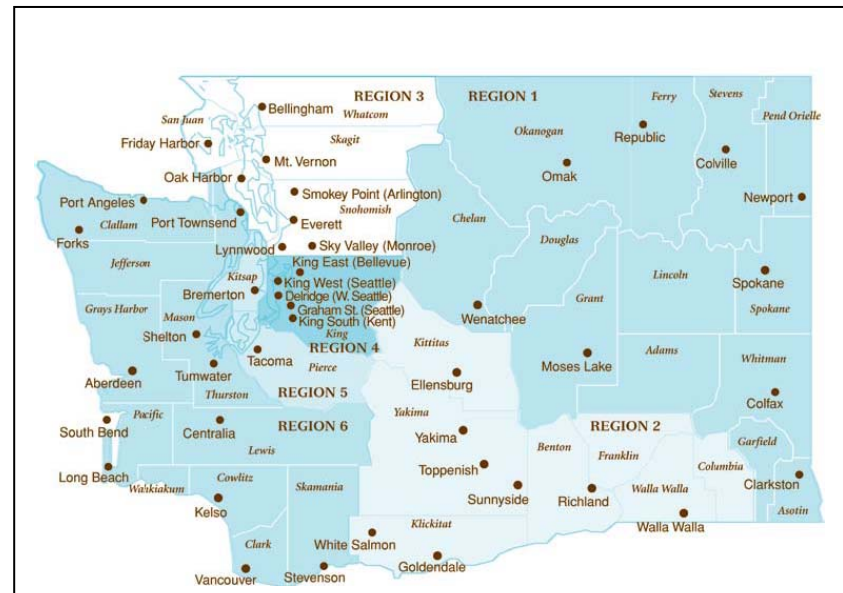 REGION 3
REGION 1
Bellingham
Whatcom
Ferry
Stevens
San Juan
Pend Orielle
Skagit
Okanogan
Republic
Friday Harbor
Mt. Vernon
Omak
Colville
Oak Harbor
Port Angeles
Smokey Point (Arlington)
Newport
Snohomish
Clallam
Port Townsend
Everett
Chelan
Forks
Lynnwood
Sky Valley (Monroe)
Douglas
Jefferson
King East (Bellevue)
Lincoln
Kitsap
King West (Seattle)
Spokane
Bremerton
Delridge (W. Seattle)
Grant
Grays Harbor
Graham St. (Seattle)
Wenatchee
Spokane
Mason
King South (Kent)
Shelton
King
Kittitas
REGION 4
Adams
Whitman
Tacoma
Pierce
Moses Lake
Aberdeen
Tumwater
Ellensburg
Thurston
REGION 5
Colfax
Pacific
Yakima
REGION 2
South Bend
Centralia
REGION 6
Yakima
Benton
Franklin
Garfield
Lewis
Toppenish
Columbia
Long Beach
Cowlitz
Clarkston
Wahkiakum
Skamania
Sunnyside
Richland
Walla Walla
Kelso
Asotin
Klickitat
Walla Walla
White Salmon
Clark
Goldendale
Vancouver
Stevenson